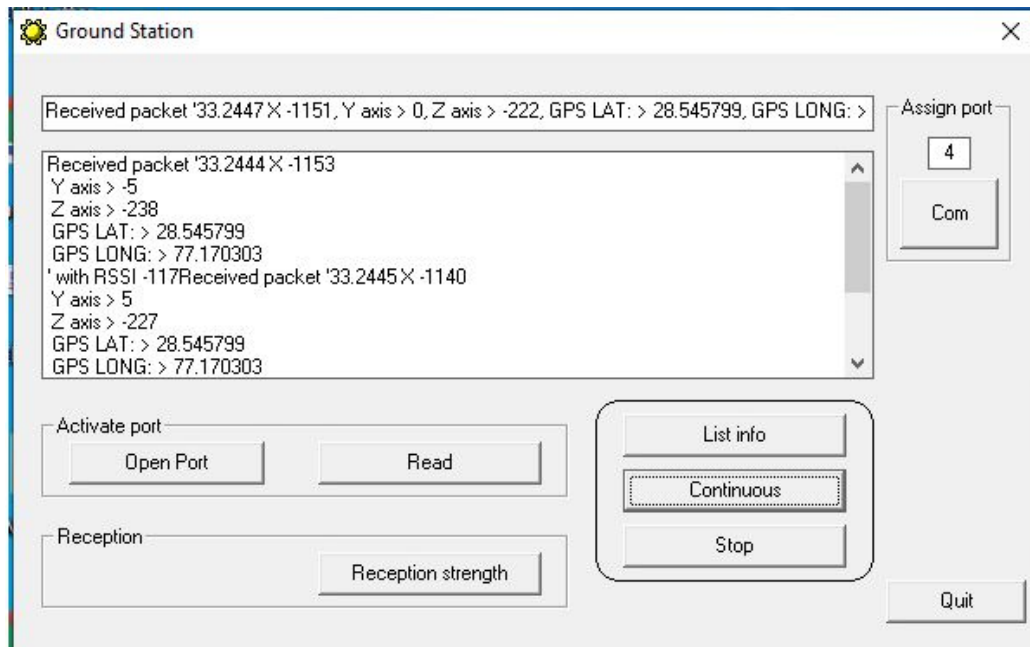 Ground Station
Received packet '33.2447 X -1151, Y axis > 0, Z axis > -222, GPS LAT: > 28.545799, GPS LONG: >
Assign port
4
Com
Received packet '33.2444 X -1153
Y axis > -5
Z axis > -238
GPS LAT: > 28.545799
GPS LONG: > 77.170303
' with RSSI -117Received packet '33.2445 X -1140
Y axis > 5
Z axis > -227
GPS LAT: > 28.545799
GPS LONG: > 77.170303
Activate port
Open Port
Read
List info
Continuous
Stop
Reception
Reception strength
Quit